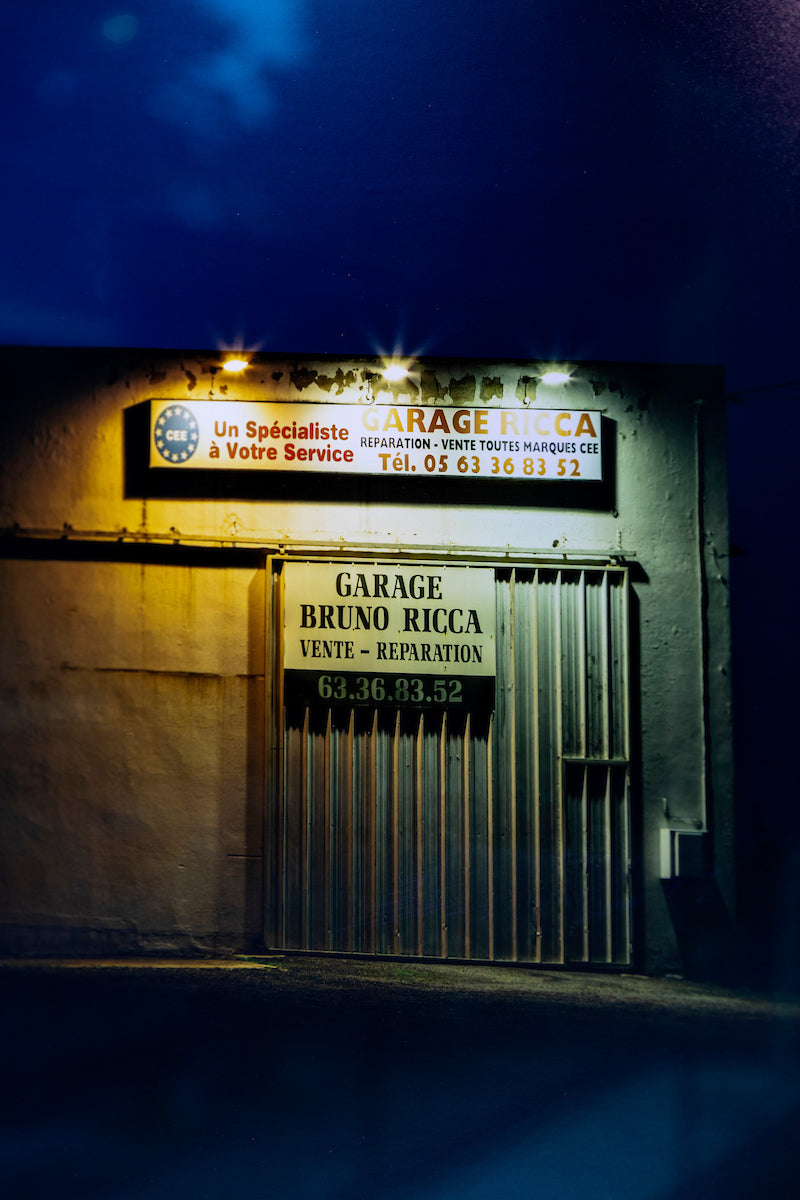 CEE
Un Spécialiste
à Votre Service
GARAGE RICCA
REPARATION - VENTE TOUTES MARQUES CEE
Tél. 05 63 36 83 52
GARAGE
BRUNO RICCA
VENTE - REPARATION
63.36.83.52